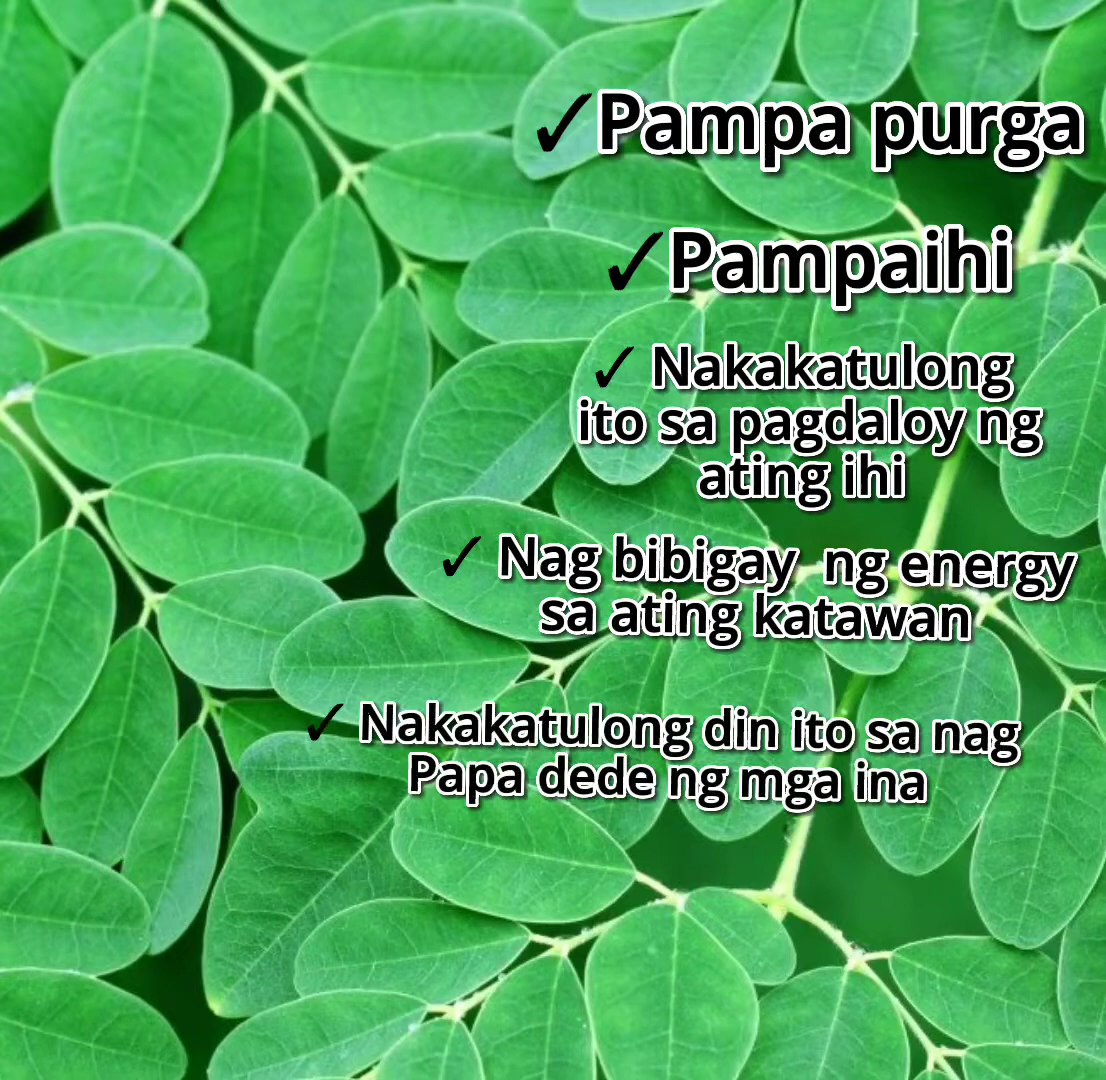 ✓Pampa purga
✓Pampaihi
✓ Nakakatulong
ito sa pagdaloy ng
ating ihi
✓ Nag bibigay  ng energy
sa ating katawan
✓ Nakakatulong din ito sa nag
Papa dede ng mga ina